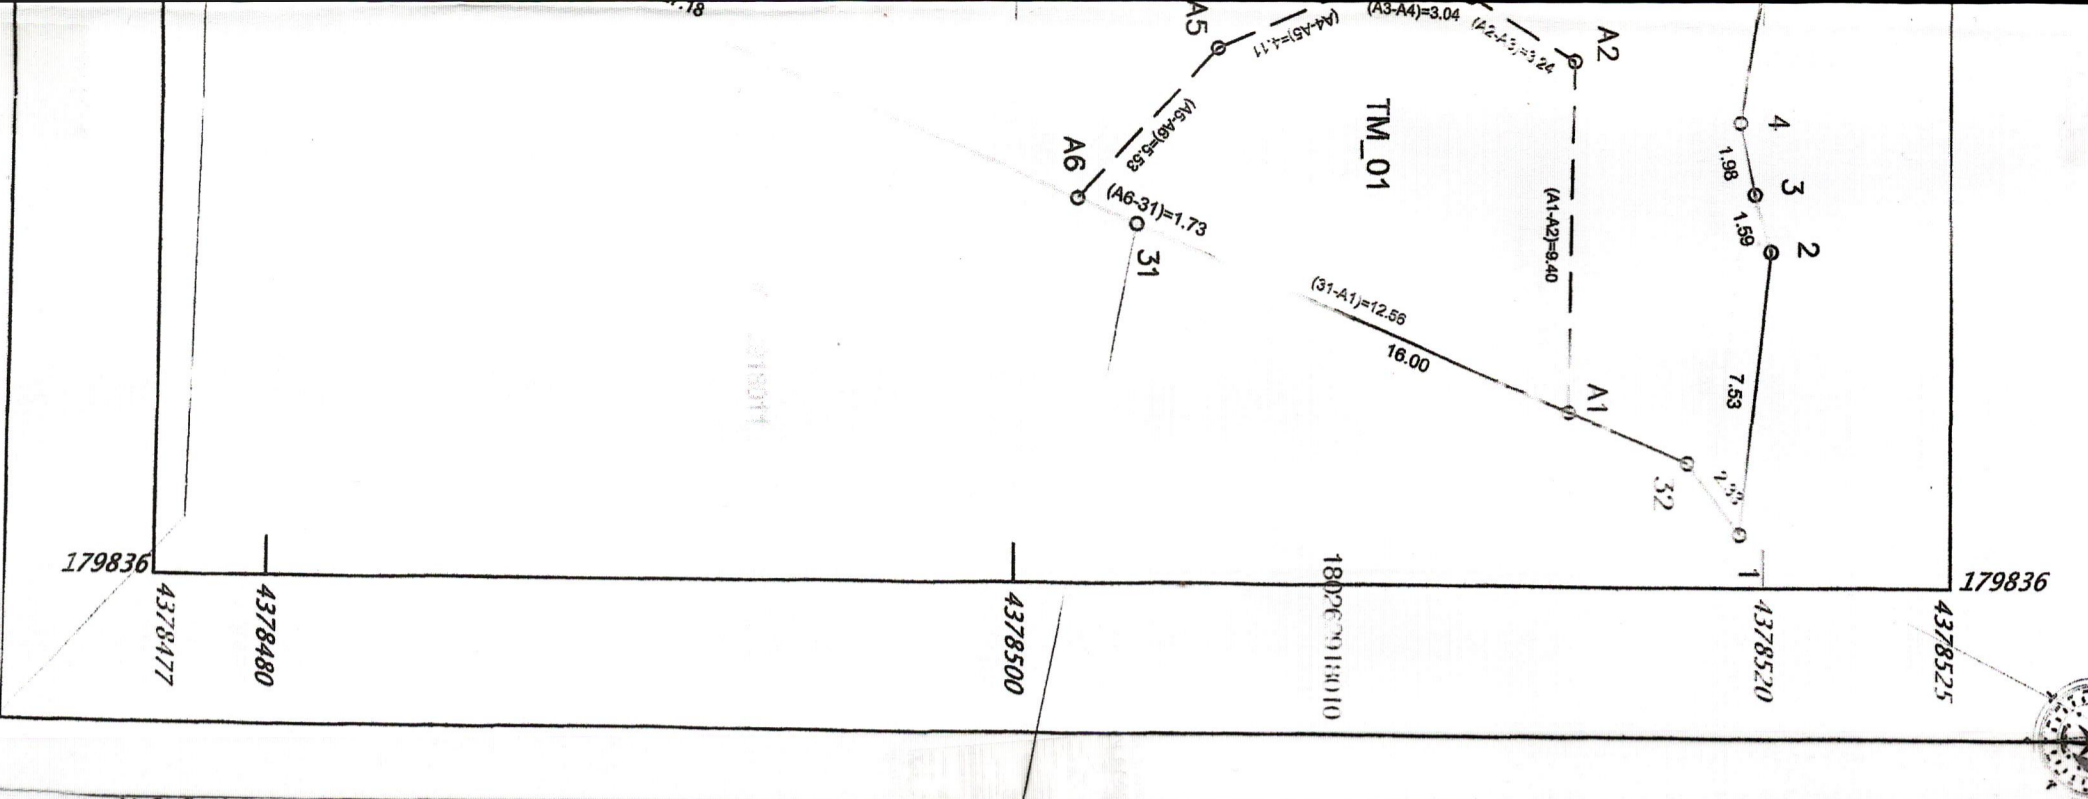 A5
(A4-A5)=4.11
(A3-A4)=3.04
(A2-A3)=3.24
A2
4
1.98
3
1.59
2
TM_01
(A5-A6)=5.53
A6
(A6-31)=1.73
31
(A1-A2)=9.40
(31-A1)=12.56
16.00
7.53
A1
32
2.33
1
179836
179836
4378477
4378480
4378500
4378520
4378525